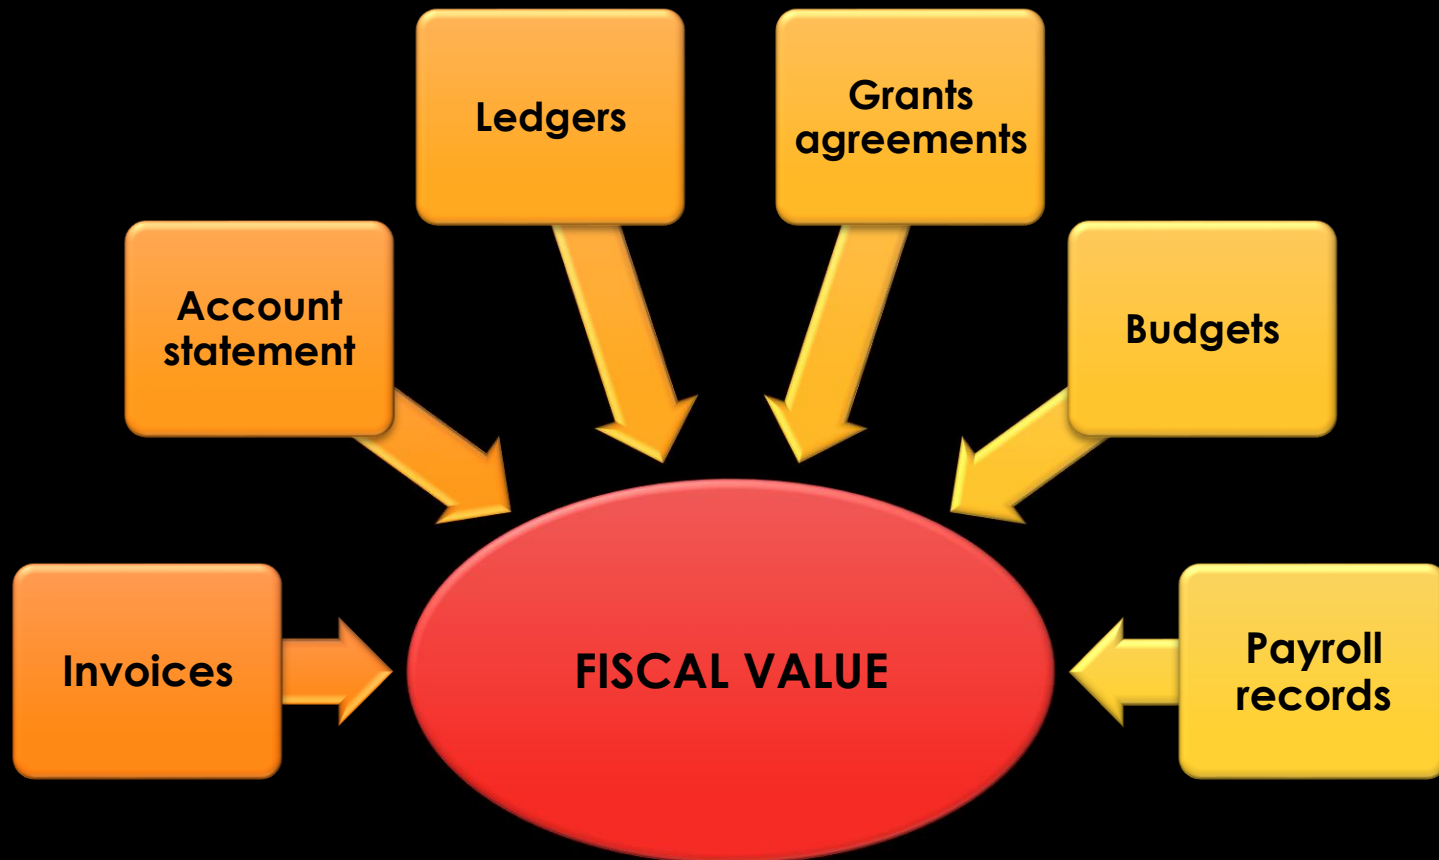 Ledgers
Grants
agreements
Account
statement
Budgets
Invoices
FISCAL VALUE
Payroll
records